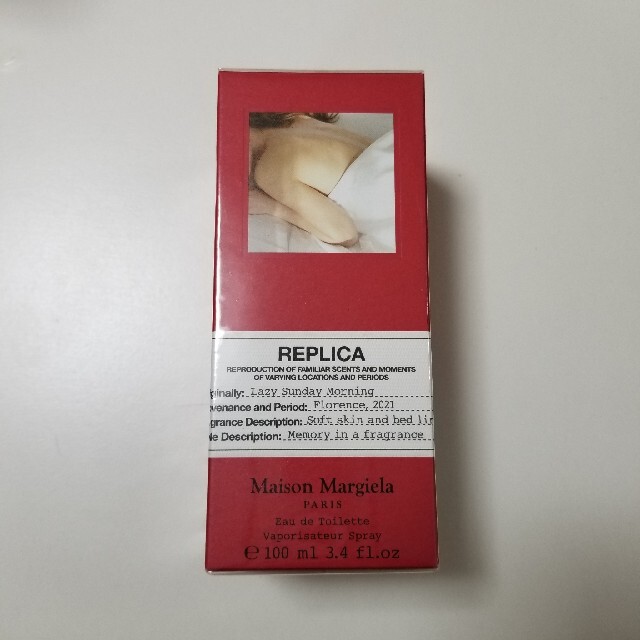 REPLICA
REPRODUCTION OF FAMILIAR SCENTS AND MOMENTS
OF VARYING LOCATIONS AND PERIODS
ginally: Lazy Sunday Morning
venance and Period: Florence, 2021
grance Description: Soft skin and bed lin
le Description: Memory in a fragrance
Maison Margiela
PARIS
Eau de Toilette
Vaporisateur Spray
℮ 100 ml 3.4 fl.oz